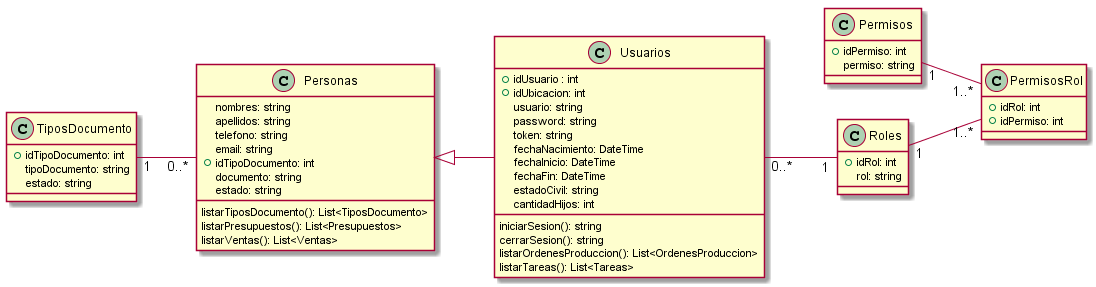 C TiposDocumento
idTipoDocumento: int
tipoDocumento: string
estado: string
1
0..*
C Personas
nombres: string
apellidos: string
telefono: string
email: string
idTipoDocumento: int
documento: string
estado: string
listarTiposDocumento(): List<TiposDocumento>
listarPresupuestos(): List<Presupuestos>
listarVentas(): List<Ventas>
C Usuarios
idUsuario : int
idUbicacion: int
usuario: string
password: string
token: string
fechaNacimiento: DateTime
fechaInicio: DateTime
fechaFin: DateTime
estadoCivil: string
cantidadHijos: int
iniciarSesion(): string
cerrarSesion(): string
listarOrdenesProduccion(): List<OrdenesProduccion>
listarTareas(): List<Tareas>
0..*
1
C Permisos
idPermiso: int
permiso: string
1
1..*
C Roles
idRol: int
rol: string
1
1..*
C PermisosRol
idRol: int
idPermiso: int